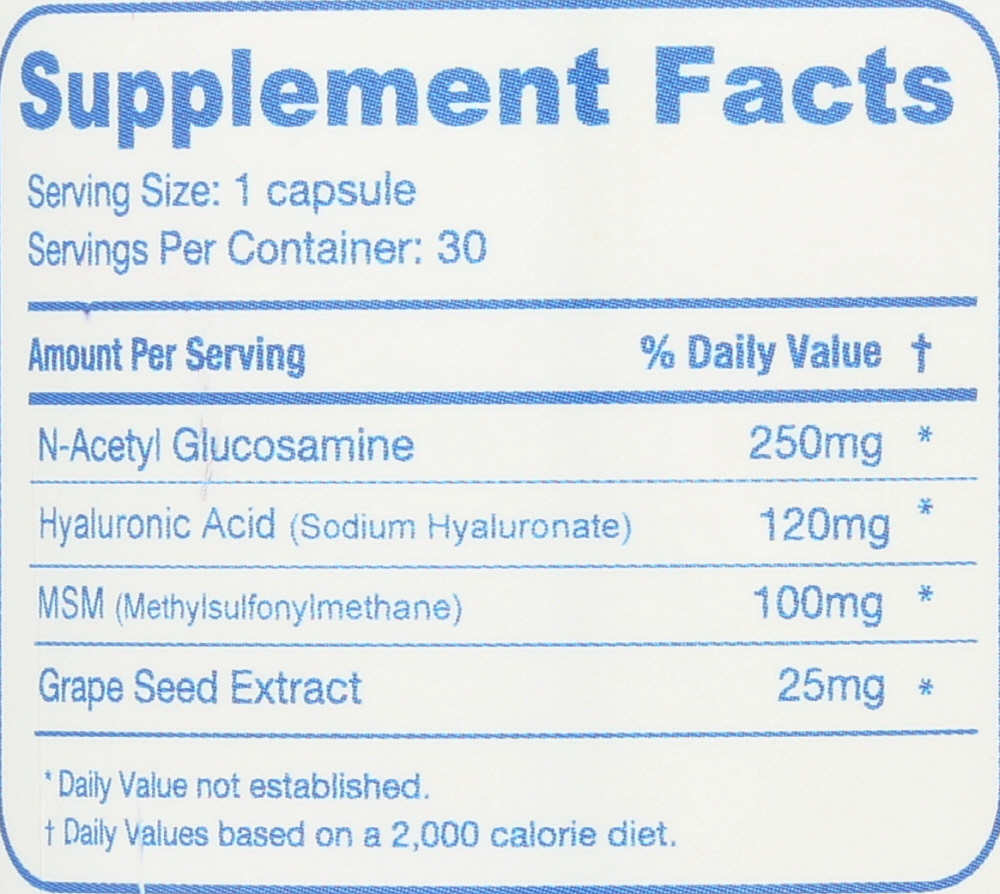 Supplement Facts
Serving Size: 1 capsule
Servings Per Container: 30
Amount Per Serving % Daily Value †
N-Acetyl Glucosamine 250mg *
Hyaluronic Acid (Sodium Hyaluronate) 120mg *
MSM (Methylsulfonylmethane) 100mg *
Grape Seed Extract 25mg *
* Daily Value not established.
† Daily Values based on a 2,000 calorie diet.